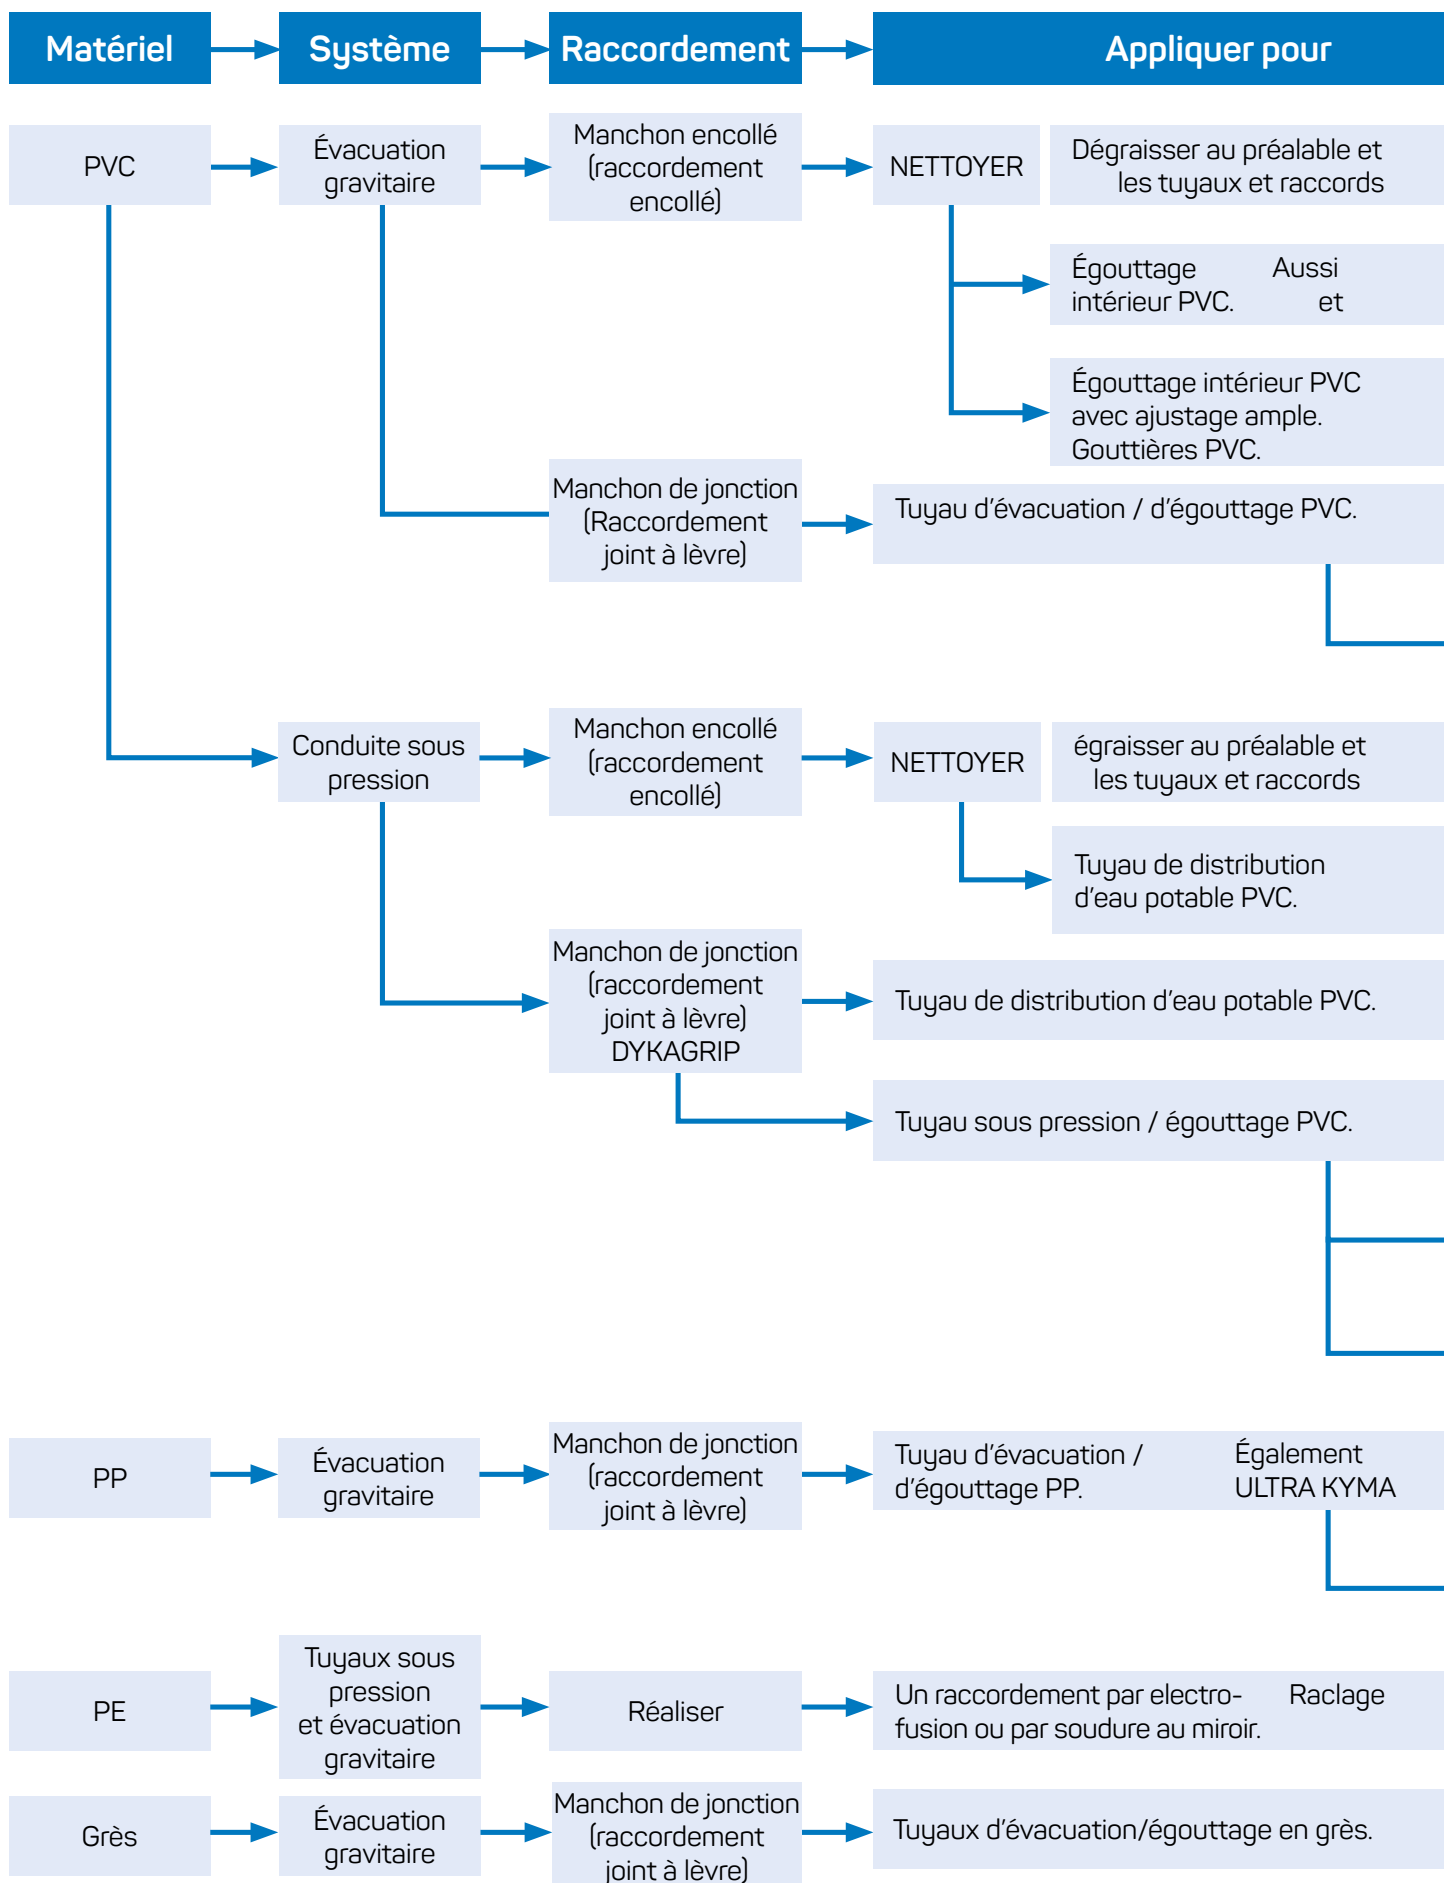 Matériel
Système
Raccordement
Appliquer pour
PVC
Évacuation
gravitaire
Manchon encollé
(raccordement
encollé)
NETTOYER
Dégraisser au préalable et
les tuyaux et raccords
Égouttage Aussi
intérieur PVC. et
Égouttage intérieur PVC
avec ajustage ample.
Gouttières PVC.
Manchon de jonction
(Raccordement
joint à lèvre)
Tuyau d'évacuation / d'égouttage PVC.
Conduite sous
pression
Manchon encollé
(raccordement
encollé)
NETTOYER
égraisser au préalable et
les tuyaux et raccords
Tuyau de distribution
d'eau potable PVC.
Manchon de jonction
(raccordement
joint à lèvre)
DYKAGRIP
Tuyau de distribution d'eau potable PVC.
Tuyau sous pression / égouttage PVC.
PP
Évacuation
gravitaire
Manchon de jonction
(raccordement
joint à lèvre)
Tuyau d'évacuation / Également
d'égouttage PP. ULTRA KYMA
PE
Tuyaux sous
pression
et évacuation
gravitaire
Réaliser
Un raccordement par electro- Raclage
fusion ou par soudure au miroir.
Grès
Évacuation
gravitaire
Manchon de jonction
(raccordement
joint à lèvre)
Tuyaux d'évacuation/égouttage en grès.